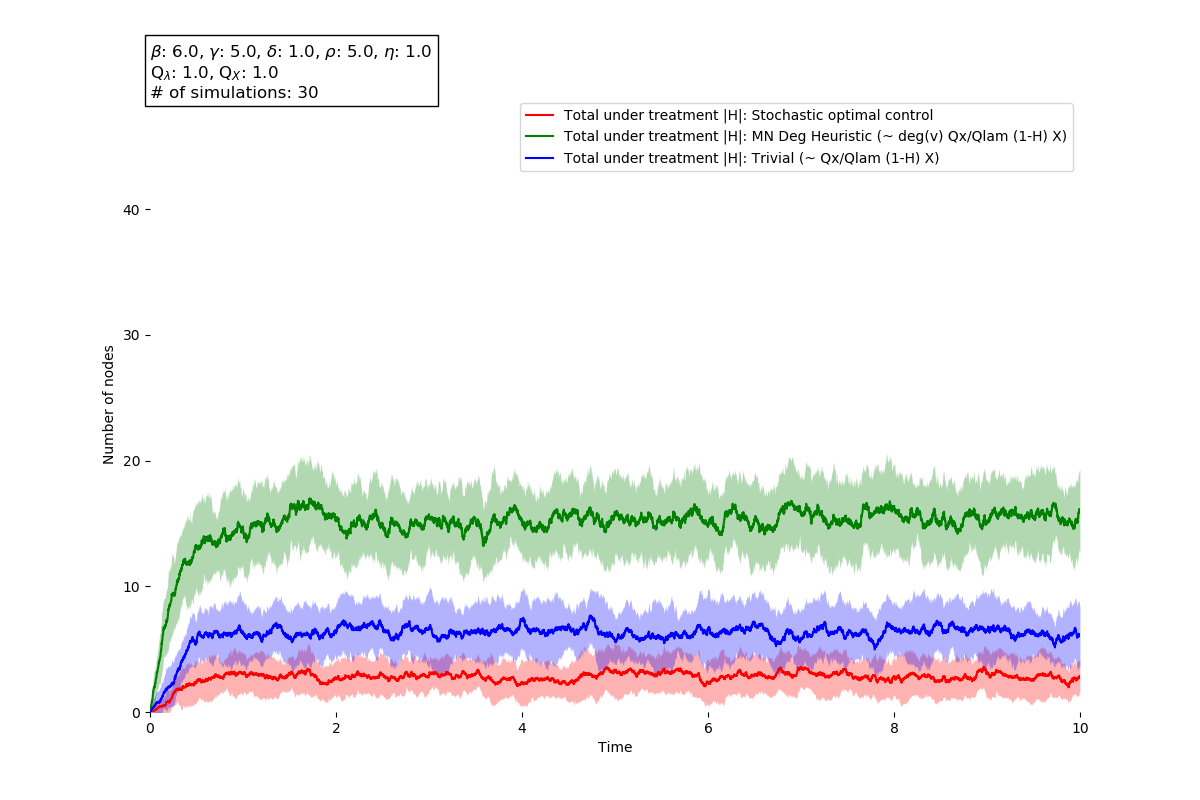 β: 6.0, γ: 5.0, δ: 1.0, ρ: 5.0, η: 1.0
Qλ: 1.0, QX: 1.0
# of simulations: 30
Total under treatment |H|: Stochastic optimal control
Total under treatment |H|: MN Deg Heuristic (~ deg(v) Qx/Qlam (1-H) X)
Total under treatment |H|: Trivial (~ Qx/Qlam (1-H) X)
40
30
20
10
0
Number of nodes
0 2 4 6 8 10
Time